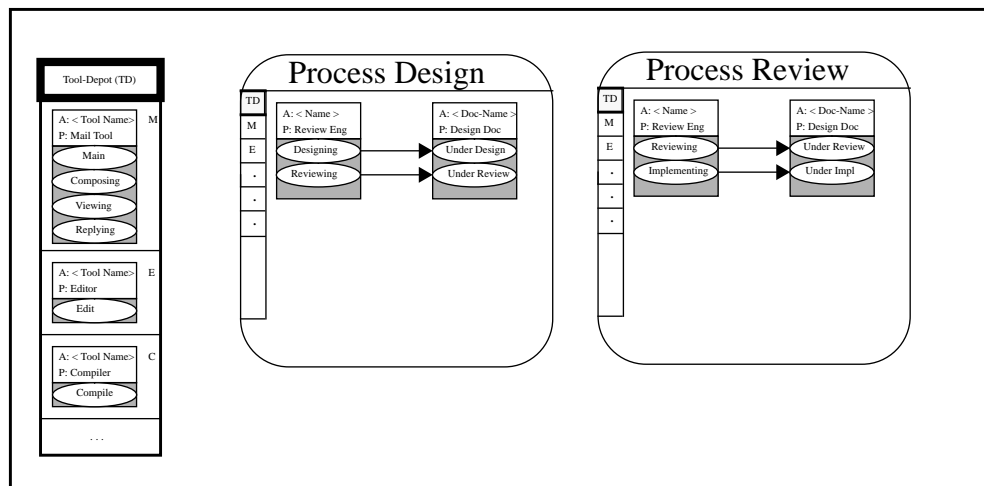 Tool-Depot (TD)
A: < Tool Name>
M
P: Mail Tool
Main
Composing
Viewing
Replying
A: < Tool Name>
E
P: Editor
Edit
A: < Tool Name>
C
P: Compiler
Compile
. . .
Process Design
TD
M
E
.
.
.
A: < Name >
P: Review Eng
Designing
Reviewing
A: < Doc-Name >
P: Design Doc
Under Design
Under Review
Process Review
TD
M
E
.
.
.
A: < Name >
P: Review Eng
Reviewing
Implementing
A: < Doc-Name >
P: Design Doc
Under Review
Under Impl